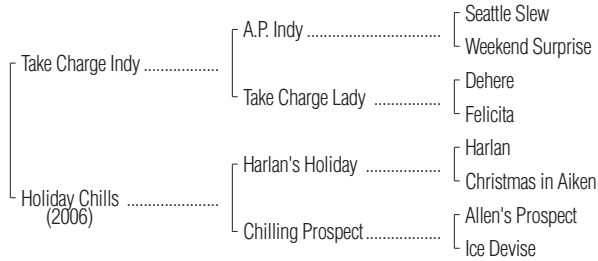 Seattle Slew
A.P. Indy ................................
Weekend Surprise
Take Charge Indy ..................
Dehere
Take Charge Lady ................
Felicita
Harlan
Harlan's Holiday ..................
Christmas in Aiken
Holiday Chills ......................
(2006)
Allen's Prospect
Chilling Prospect..................
Ice Devise